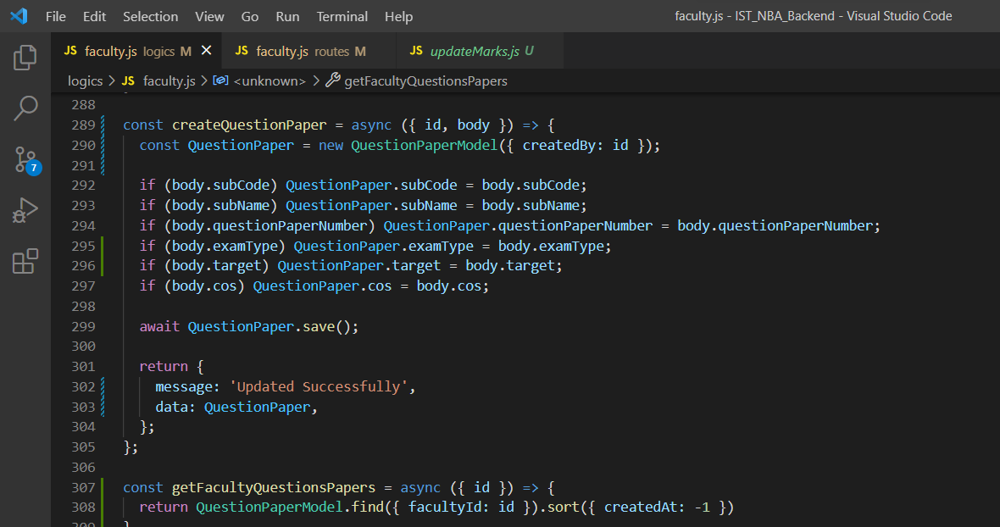 File Edit Selection View Go Run Terminal Help faculty.js - IST_NBA_Backend - Visual Studio Code
JS faculty.js logics M × JS faculty.js routes M JS updateMarks.js U
logics > JS faculty.js > <unknown> > getFacultyQuestionsPapers
288
289 const createQuestionPaper = async ({ id, body }) => {
290 const QuestionPaper = new QuestionPaperModel({ createdBy: id });
291
292 if (body.subCode) QuestionPaper.subCode = body.subCode;
293 if (body.subName) QuestionPaper.subName = body.subName;
294 if (body.questionPaperNumber) QuestionPaper.questionPaperNumber = body.questionPaperNumber;
295 if (body.examType) QuestionPaper.examType = body.examType;
296 if (body.target) QuestionPaper.target = body.target;
297 if (body.cos) QuestionPaper.cos = body.cos;
298
299 await QuestionPaper.save();
300
301 return {
302 message: 'Updated Successfully',
303 data: QuestionPaper,
304 };
305 };
306
307 const getFacultyQuestionsPapers = async ({ id }) => {
308 return QuestionPaperModel.find({ facultyId: id }).sort({ createdAt: -1 })
309 }
7